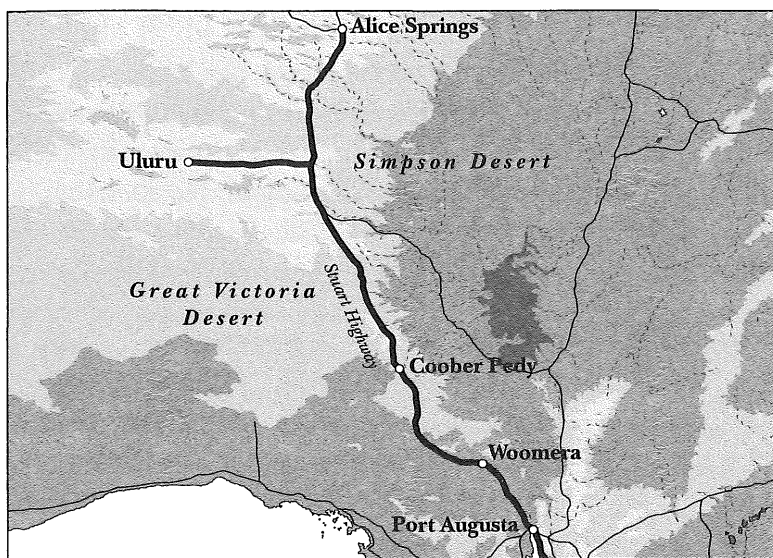 Alice Springs
Uluru
Simpson Desert
Great Victoria
Desert
Stuart Highway
Coober Pedy
Woomera
Port Augusta